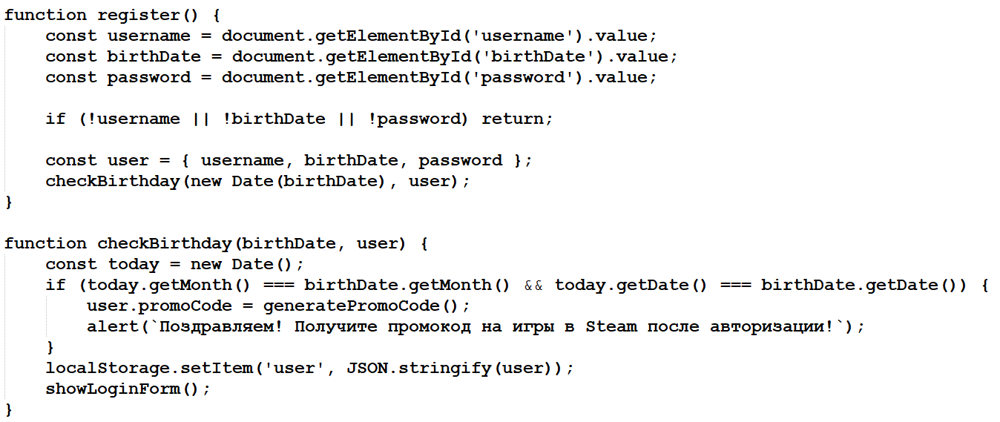 function register() {
    const username = document.getElementById('username').value;
    const birthDate = document.getElementById('birthDate').value;
    const password = document.getElementById('password').value;

    if (!username || !birthDate || !password) return;

    const user = { username, birthDate, password };
    checkBirthday(new Date(birthDate), user);
}

function checkBirthday(birthDate, user) {
    const today = new Date();
    if (today.getMonth() === birthDate.getMonth() && today.getDate() === birthDate.getDate()) {
        user.promoCode = generatePromoCode();
        alert(`Поздравляем! Получите промокод на игры в Steam после авторизации!`);
    }
    localStorage.setItem('user', JSON.stringify(user));
    showLoginForm();
}